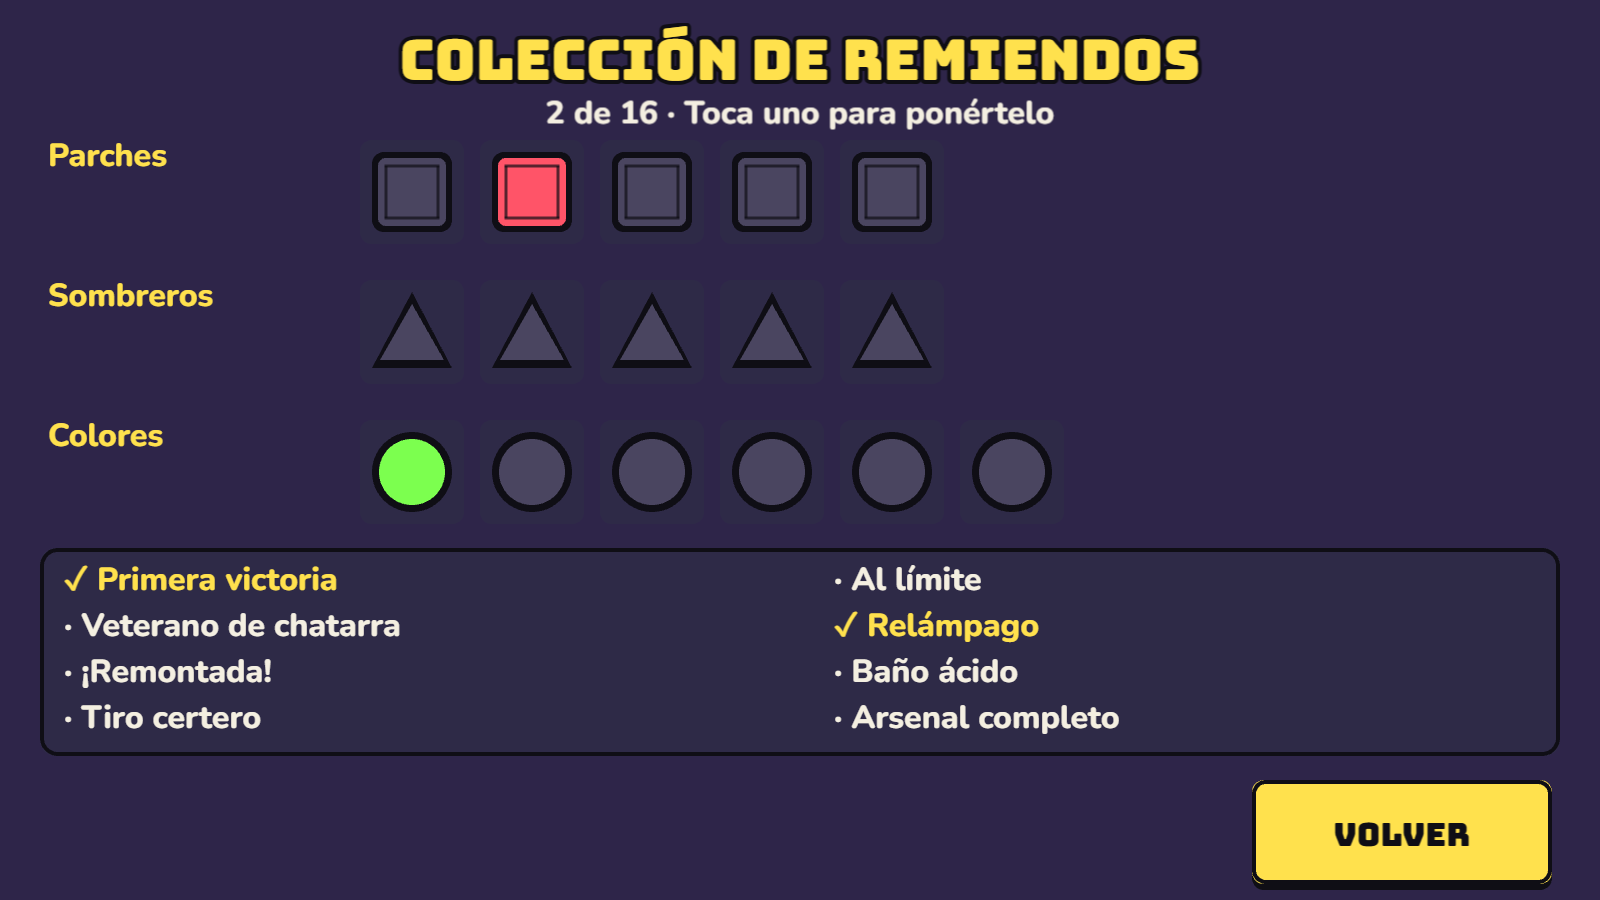 COLECCIÓN DE REMIENDOS
2 de 16 · Toca uno para ponértelo
Parches
Sombreros
Colores
✓ Primera victoria
· Veterano de chatarra
· ¡Remontada!
· Tiro certero
· Al límite
✓ Relámpago
· Baño ácido
· Arsenal completo
VOLVER